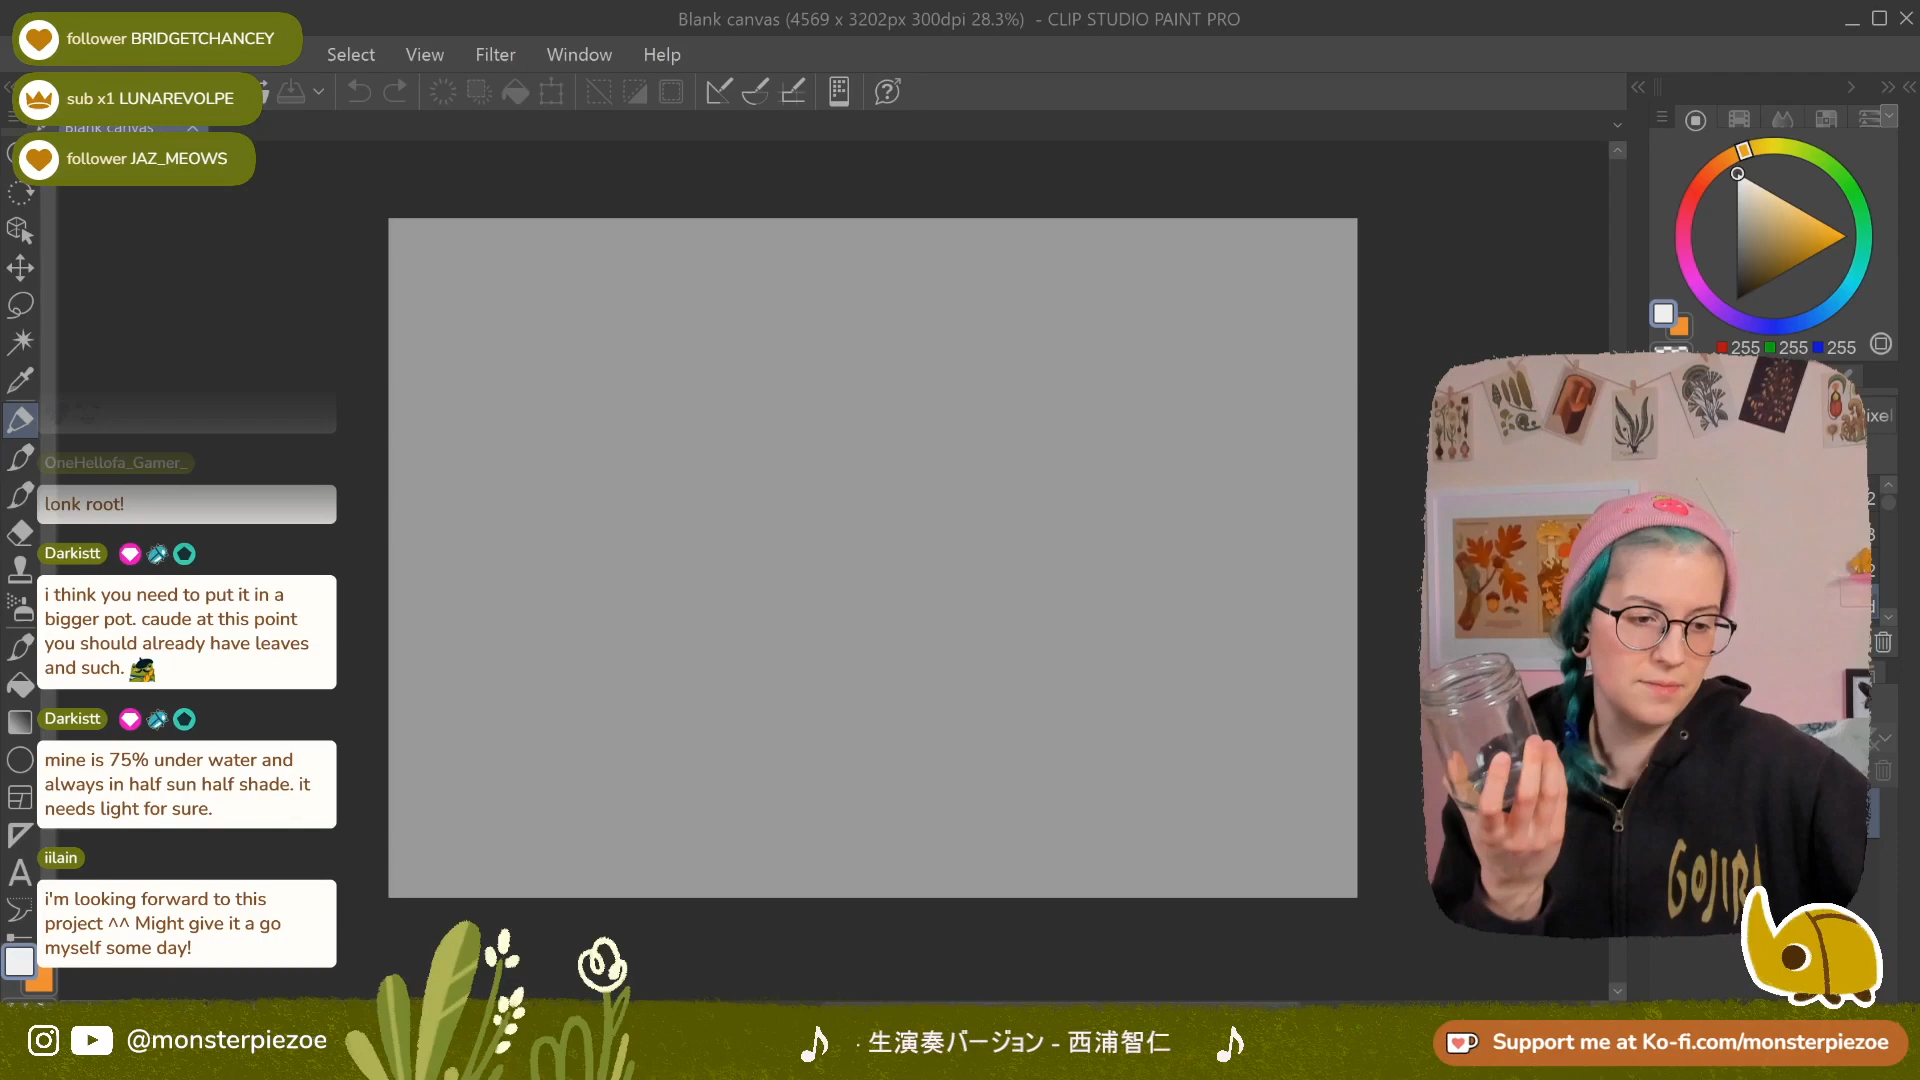 Blank canvas (4569 x 3202px 300dpi 28.3%) - CLIP STUDIO PAINT PRO
follower BRIDGETCHANCEY
Select View Filter Window Help
sub x1 LUNAREVOLPE
Blank canvas
follower JAZ_MEOWS
255 255 255
OneHellofa_Gamer_
lonk root!
Darkistt
i think you need to put it in a
bigger pot. caude at this point
you should already have leaves
and such.
Darkistt
mine is 75% under water and
always in half sun half shade. it
needs light for sure.
iilain
i'm looking forward to this
project ^^ Might give it a go
myself some day!
GOJIRA
@monsterpiezoe
· 生演奏バージョン - 西浦智仁
Support me at Ko-fi.com/monsterpiezoe